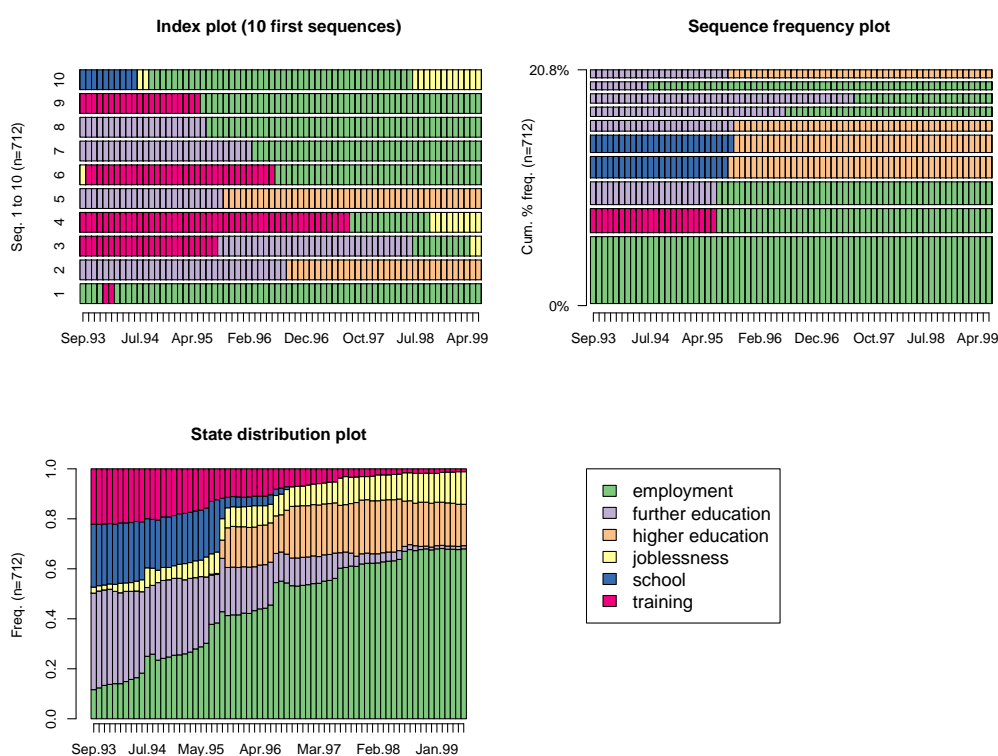 Index plot (10 first sequences)
Seq. 1 to 10 (n=712)
10
9
8
7
6
5
4
3
2
1
Sep.93 Jul.94 Apr.95 Feb.96 Dec.96 Oct.97 Jul.98 Apr.99
Sequence frequency plot
Cum. % freq. (n=712)
20.8%
0%
Sep.93 Jul.94 Apr.95 Feb.96 Dec.96 Oct.97 Jul.98 Apr.99
State distribution plot
Freq. (n=712)
1.0
0.8
0.6
0.4
0.2
0.0
Sep.93 Jul.94 May.95 Apr.96 Mar.97 Feb.98 Jan.99
employment
further education
higher education
joblessness
school
training